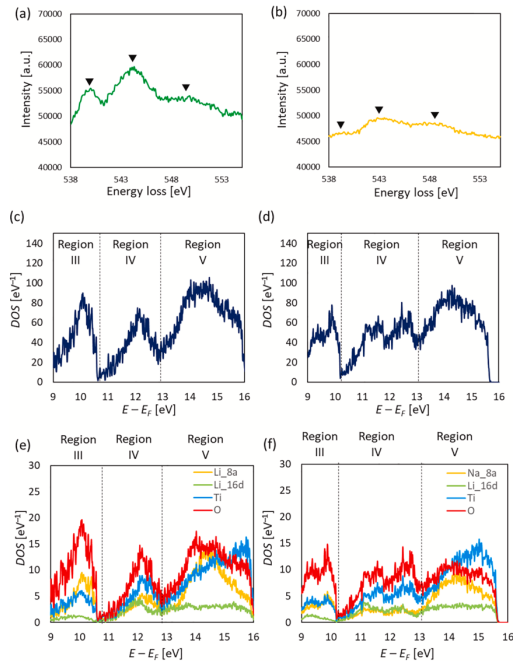 (a)
70000
65000
60000
55000
50000
45000
40000
Intensity [a.u.]
538 543 548 553
Energy loss [eV]
(b)
70000
65000
60000
55000
50000
45000
40000
Intensity [a.u.]
538 543 548 553
Energy loss [eV]
(c)
Region III
Region IV
Region V
140
120
100
80
60
40
20
0
DOS [eV⁻¹]
9 10 11 12 13 14 15 16
E − E_F [eV]
(d)
Region III
Region IV
Region V
140
120
100
80
60
40
20
0
DOS [eV⁻¹]
9 10 11 12 13 14 15 16
E − E_F [eV]
(e)
Region III
Region IV
Region V
30
25
20
15
10
5
0
DOS [eV⁻¹]
Li_8a
Li_16d
Ti
O
9 10 11 12 13 14 15 16
E − E_F [eV]
(f)
Region III
Region IV
Region V
30
25
20
15
10
5
0
DOS [eV⁻¹]
Na_8a
Li_16d
Ti
O
9 10 11 12 13 14 15 16
E − E_F [eV]